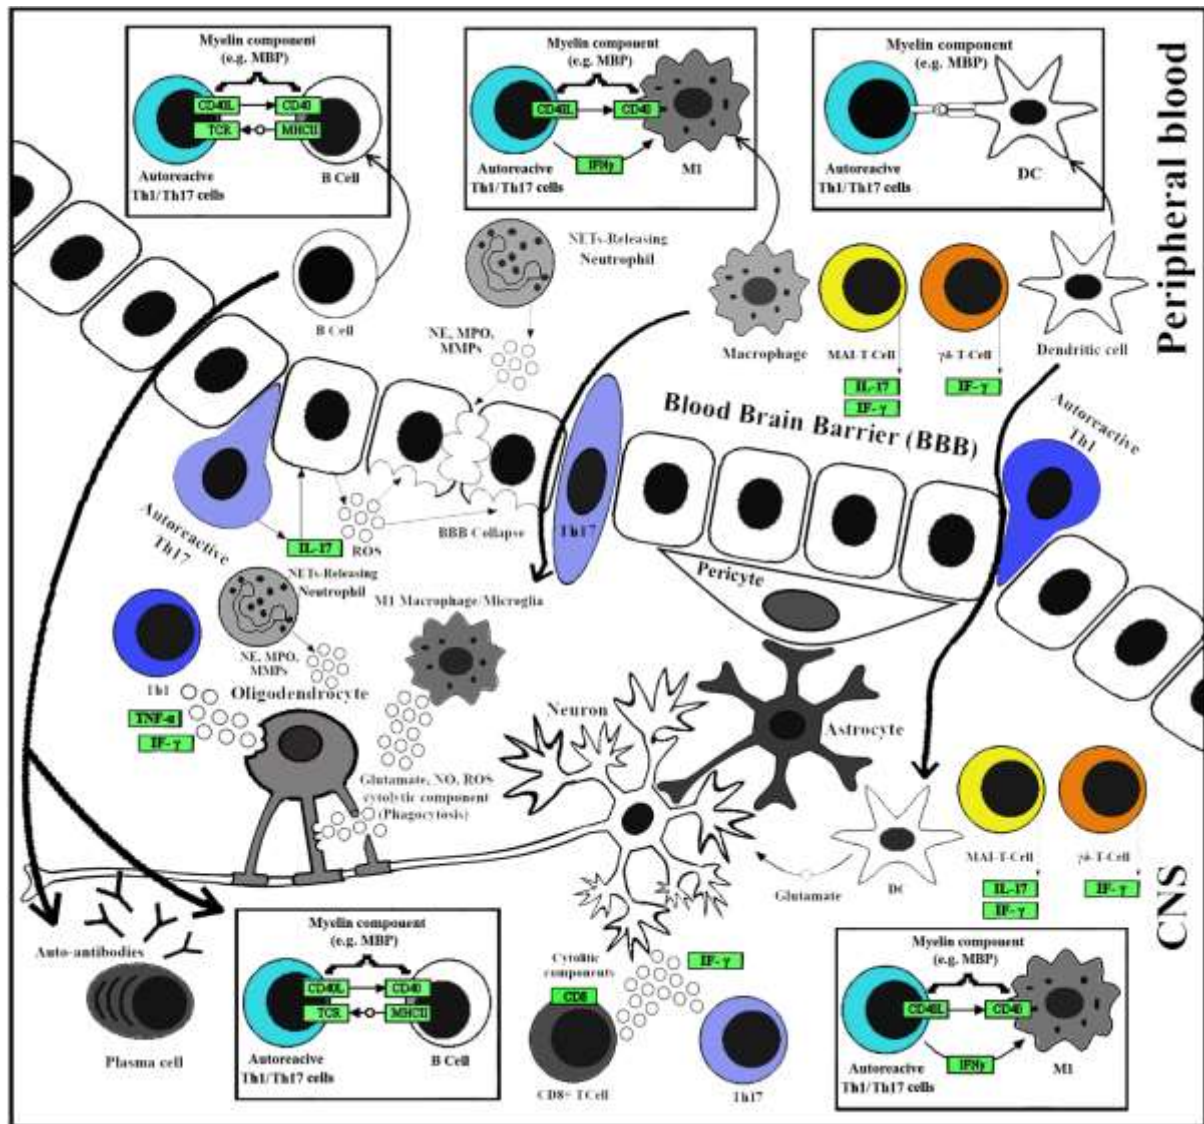 Myelin component
(e.g. MBP)
CD40L
CD40
TCR
MHCII
Autoreacive
Th1/Th17 cells
B Cell
Myelin component
(e.g. MBP)
CD40L
CD40
IFNγ
Autoreacive
Th1/Th17 cells
M1
Myelin component
(e.g. MBP)
Autoreacive
Th1/Th17 cells
DC
Peripheral blood
B Cell
NETs-Releasing
Neutrophil
NE, MPO,
MMPs
Macrophage
MAI-T-Cell
IL-17
IF-γ
γδ-T-Cell
IF-γ
Dendritic cell
Blood Brain Barrier (BBB)
Autoreactive
Th1
Autoreactive
Th17
IL-17
ROS
BBB Collapse
Th17
Pericyte
NETs-Releasing
Neutrophil
NE, MPO,
MMPs
M1 Macrophage/Microglia
Th1
TNF-α
IF-γ
Oligodendrocyte
Glutamate, NO, ROS
cytolytic component
(Phagocytosis)
Neuron
Astrocyte
DC
Glutamate
MAI-T-Cell
IL-17
IF-γ
γδ-T-Cell
IF-γ
CNS
Auto-antibodies
Plasma cell
Myelin component
(e.g. MBP)
CD40L
CD40
TCR
MHCII
Autoreacive
Th1/Th17 cells
B Cell
Cytolitic
components
IF-γ
CD8
CD8+ TCell
Th17
Myelin component
(e.g. MBP)
CD40L
CD40
IFNγ
Autoreacive
Th1/Th17 cells
M1